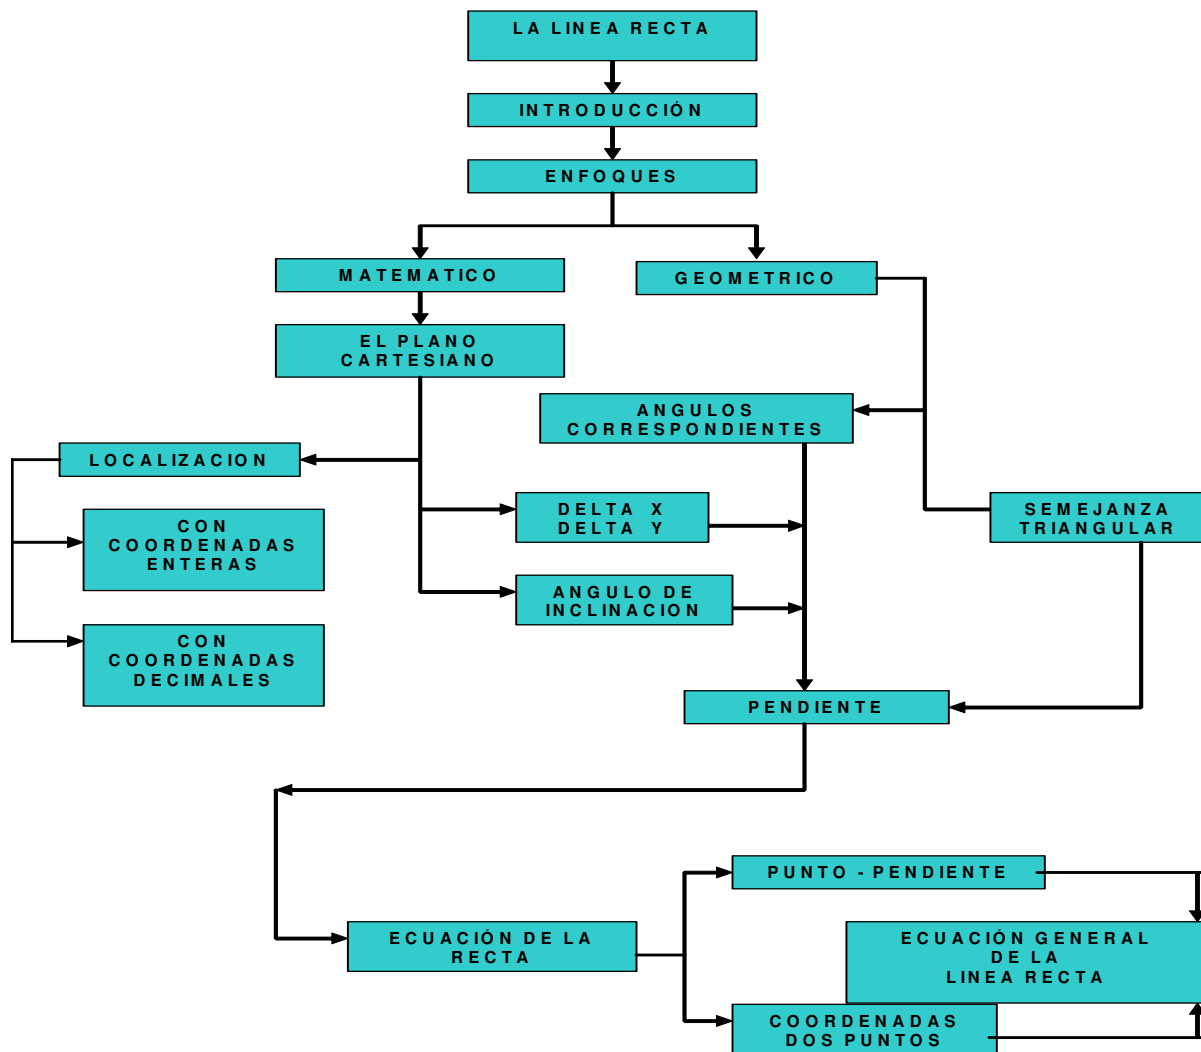 LA LINEA RECTA
INTRODUCCIÓN
ENFOQUES
MATEMATICO
GEOMETRICO
EL PLANO
CARTESIANO
ANGULOS
CORRESPONDIENTES
LOCALIZACION
DELTA X
DELTA Y
SEMEJANZA
TRIANGULAR
CON
COORDENADAS
ENTERAS
ANGULO DE
INCLINACION
CON
COORDENADAS
DECIMALES
PENDIENTE
PUNTO - PENDIENTE
ECUACIÓN DE LA
RECTA
ECUACIÓN GENERAL
DE LA
LINEA RECTA
COORDENADAS
DOS PUNTOS